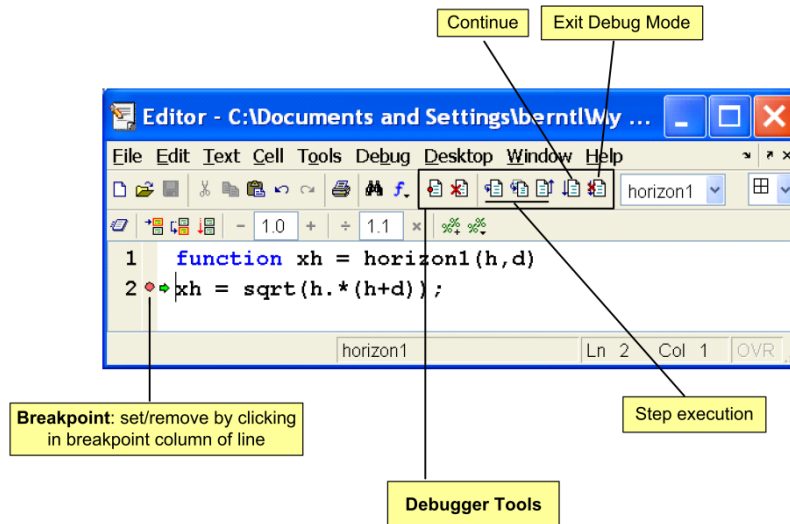 Continue
Exit Debug Mode
Editor - C:\Documents and Settings\berntl\My ...
File Edit Text Cell Tools Debug Desktop Window Help
horizon1
- 1.0 + ÷ 1.1 ×
1 function xh = horizon1(h,d)
2 xh = sqrt(h.*(h+d));
horizon1 Ln 2 Col 1 OVR
Breakpoint: set/remove by clicking
in breakpoint column of line
Step execution
Debugger Tools